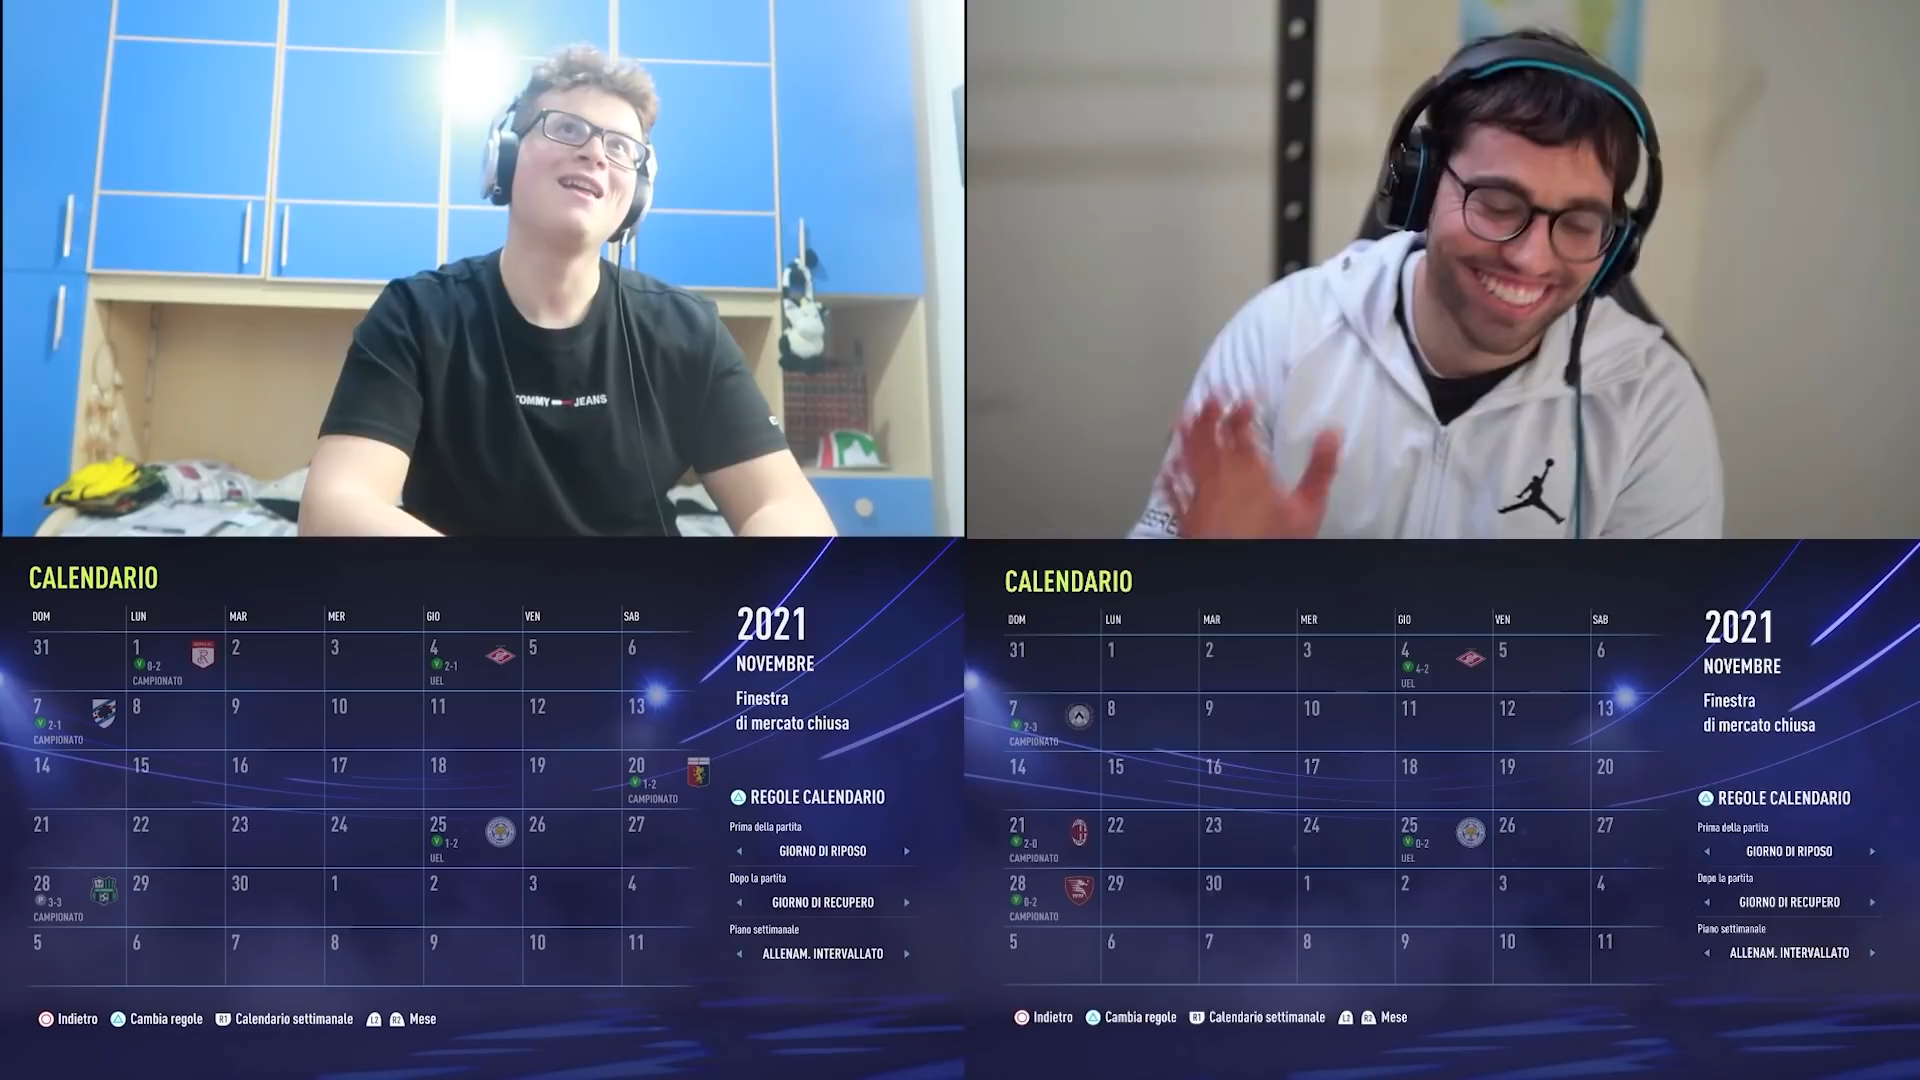 TOMMY JEANS
CALENDARIO
DOM LUN MAR MER GIO VEN SAB
31 1 2 3 4 5 6
V 0-2 V 2-1
CAMPIONATO UEL
7 8 9 10 11 12 13
V 2-1
CAMPIONATO
14 15 16 17 18 19 20
V 1-2
CAMPIONATO
21 22 23 24 25 26 27
V 1-2
UEL
28 29 30 1 2 3 4
P 3-3
CAMPIONATO
5 6 7 8 9 10 11
2021
NOVEMBRE
Finestra
di mercato chiusa
REGOLE CALENDARIO
Prima della partita
GIORNO DI RIPOSO
Dopo la partita
GIORNO DI RECUPERO
Piano settimanale
ALLENAM. INTERVALLATO
Indietro Cambia regole R1 Calendario settimanale L2 R2 Mese
CALENDARIO
DOM LUN MAR MER GIO VEN SAB
31 1 2 3 4 5 6
V 4-2
UEL
7 8 9 10 11 12 13
V 2-3
CAMPIONATO
14 15 16 17 18 19 20
21 22 23 24 25 26 27
V 2-0 V 0-2
CAMPIONATO UEL
28 29 30 1 2 3 4
V 0-2
CAMPIONATO
5 6 7 8 9 10 11
2021
NOVEMBRE
Finestra
di mercato chiusa
REGOLE CALENDARIO
Prima della partita
GIORNO DI RIPOSO
Dopo la partita
GIORNO DI RECUPERO
Piano settimanale
ALLENAM. INTERVALLATO
Indietro Cambia regole R1 Calendario settimanale L2 R2 Mese